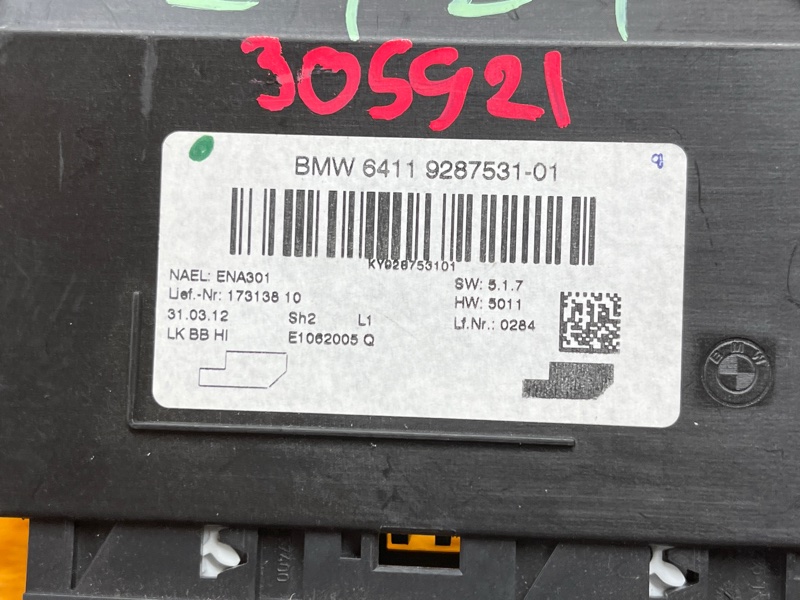 305921
BMW 6411 9287531-01
KY928753101
NAEL: ENA301
Lief.-Nr: 173138 10
31.03.12 Sh2 L1
LK BB HI E1062005 Q
SW: 5.1.7
HW: 5011
Lf.Nr.: 0284
BMW